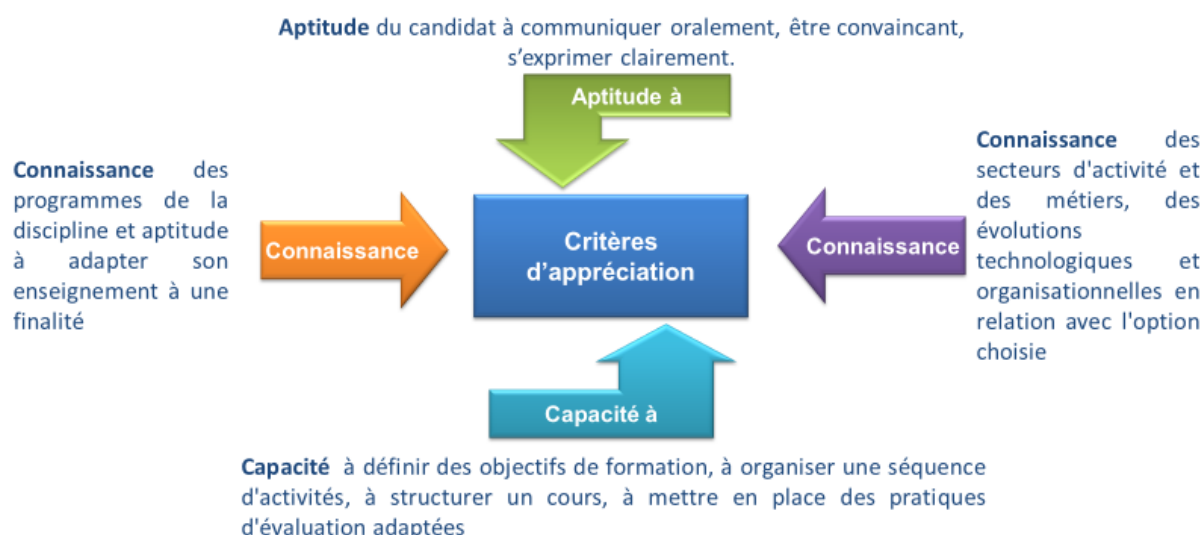 Aptitude du candidat à communiquer oralement, être convaincant,
s’exprimer clairement.
Aptitude à
Connaissance des
programmes de la
discipline et aptitude
à adapter son
enseignement à une
finalité
Connaissance
Critères
d’appréciation
Connaissance
Connaissance des
secteurs d'activité et
des métiers, des
évolutions
technologiques et
organisationnelles en
relation avec l'option
choisie
Capacité à
Capacité à définir des objectifs de formation, à organiser une séquence
d'activités, à structurer un cours, à mettre en place des pratiques
d'évaluation adaptées